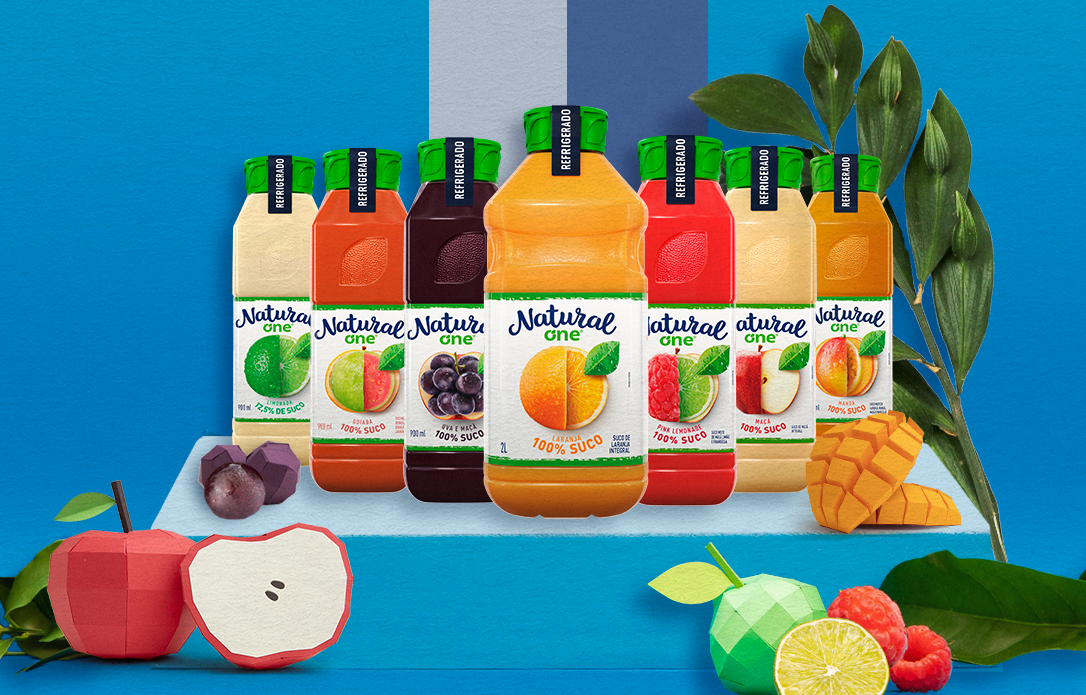 REFRIGERADO
Natural
one
LIMONADA
12,5% DE SUCO
900 ml
REFRIGERADO
Natural
one
GOIABA
100% SUCO
900 ml
REFRIGERADO
Natural
one
UVA E MAÇÃ
100% SUCO
900 ml
REFRIGERADO
Natural
one
LARANJA
100% SUCO
2L
SUCO DE
LARANJA
INTEGRAL
REFRIGERADO
Natural
one
PINK LEMONADE
100% SUCO
REFRIGERADO
Natural
one
MAÇÃ
100% SUCO
REFRIGERADO
Natural
one
MANGA
100% SUCO